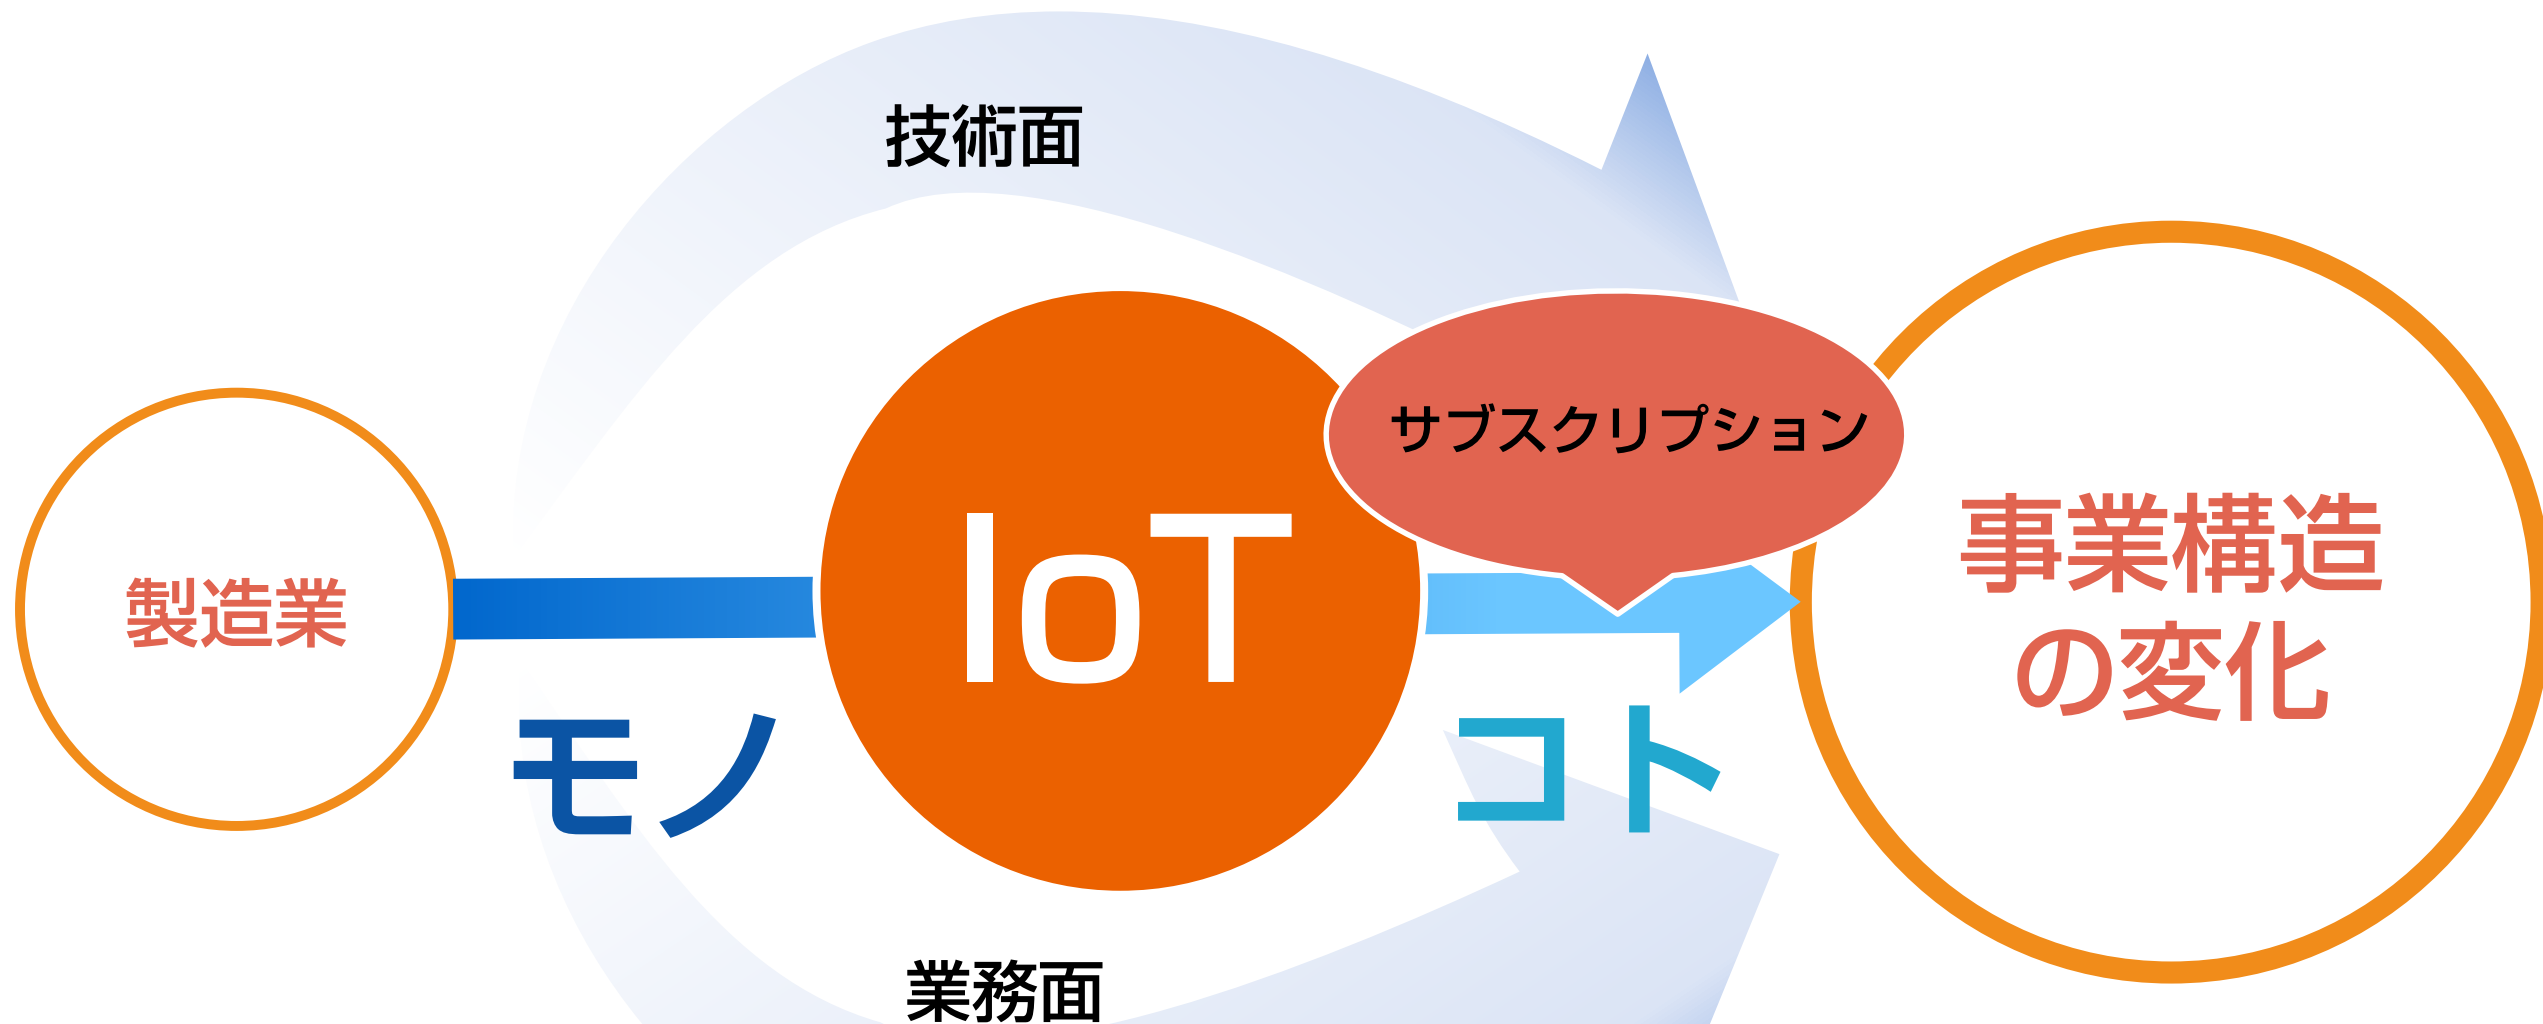 技術面
サブスクリプション
製造業
IoT
事業構造
の変化
モノ
コト
業務面